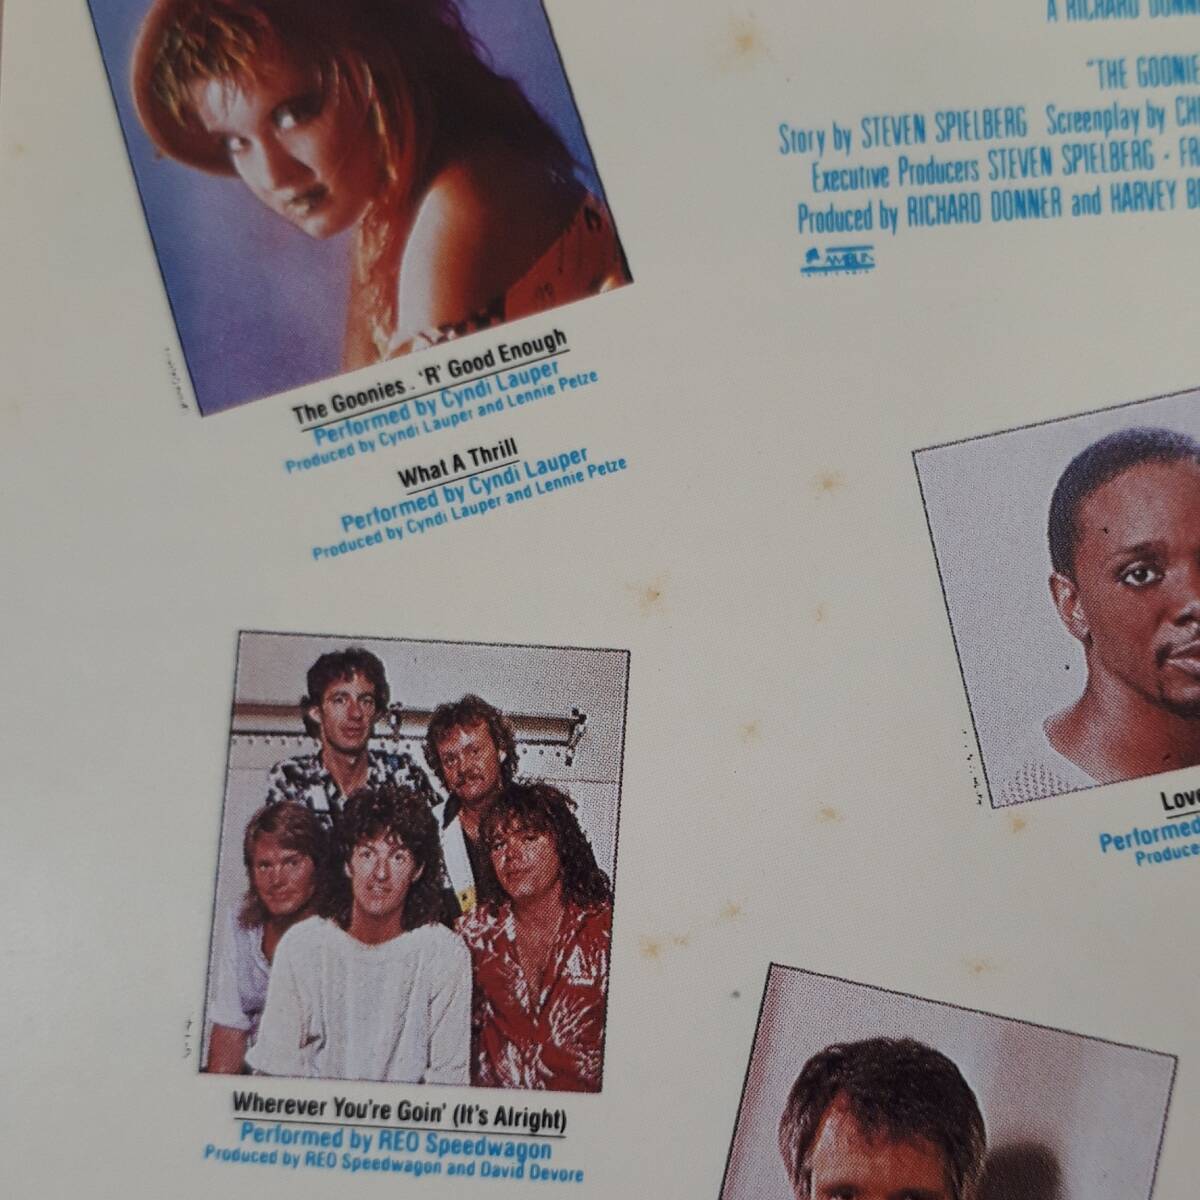 A RICHARD DONN
"THE GOONIE
Story by STEVEN SPIELBERG Screenplay by CH
Executive Producers STEVEN SPIELBERG · FR
Produced by RICHARD DONNER and HARVEY B
AMBLIN
The Goonies . 'R' Good Enough
Performed by Cyndi Lauper
Produced by Cyndi Lauper and Lennie Petze
What A Thrill
Performed by Cyndi Lauper
Produced by Cyndi Lauper and Lennie Petze
Love
Performed
Produce
Wherever You're Goin' (It's Alright)
Performed by REO Speedwagon
Produced by REO Speedwagon and David Devore